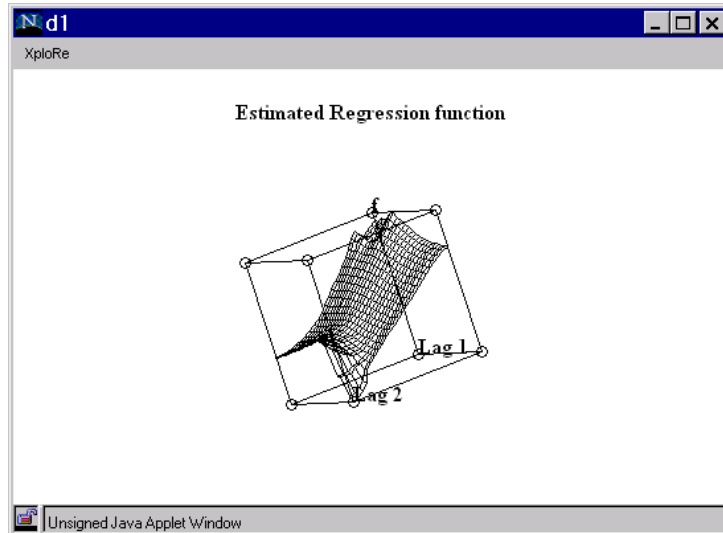 d1
XploRe
Estimated Regression function
f
Lag 1
Lag 2
Unsigned Java Applet Window